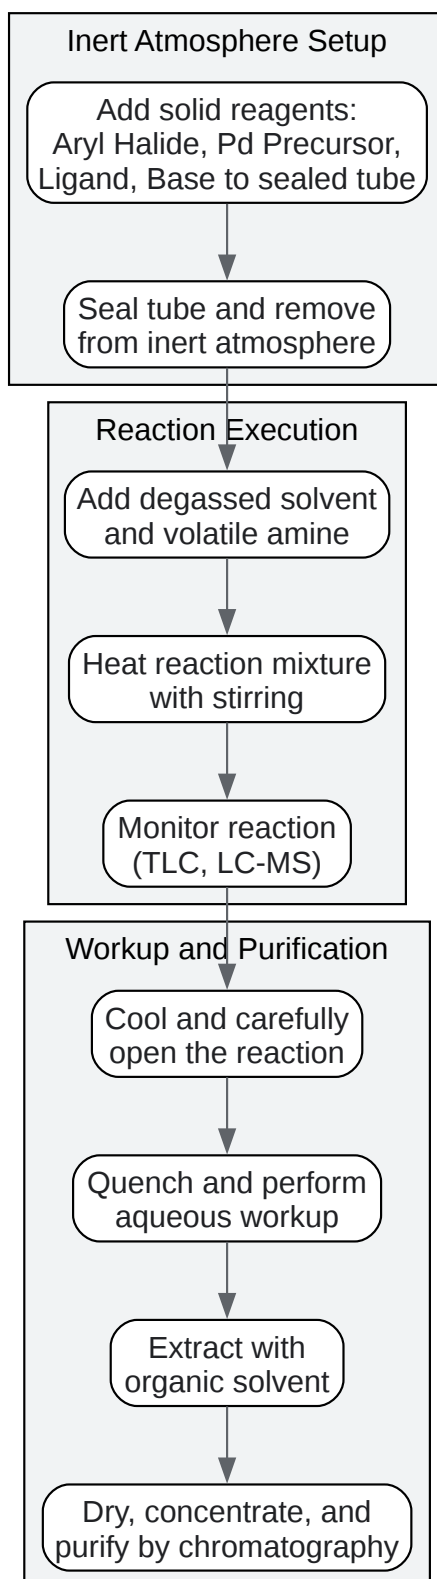 Inert Atmosphere Setup
Add solid reagents:
Aryl Halide, Pd Precursor,
Ligand, Base to sealed tube
Seal tube and remove
from inert atmosphere
Reaction Execution
Add degassed solvent
and volatile amine
Heat reaction mixture
with stirring
Monitor reaction
(TLC, LC-MS)
Workup and Purification
Cool and carefully
open the reaction
Quench and perform
aqueous workup
Extract with
organic solvent
Dry, concentrate, and
purify by chromatography